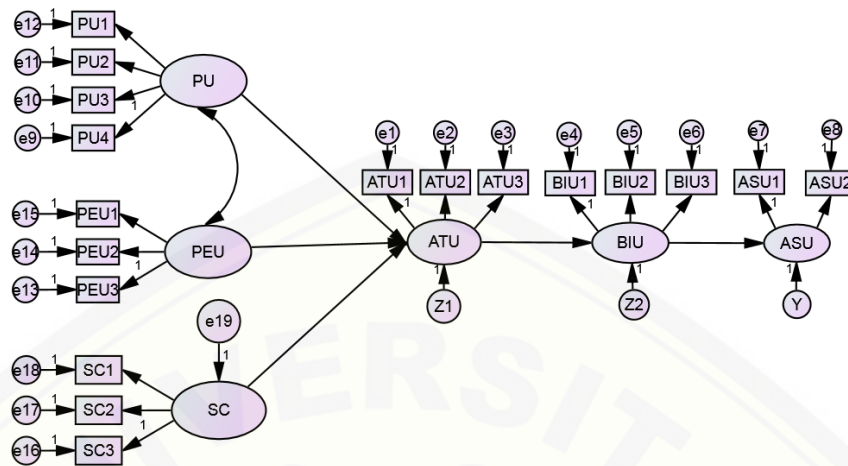 e12 1 PU1
e11 1 PU2
e10 1 PU3
e9 1 PU4
1
PU
e15 1 PEU1
e14 1 PEU2
e13 1 PEU3
1
PEU
e19
1
e18 1 SC1
e17 1 SC2
e16 1 SC3
1
SC
e1 e2 e3
1 1 1
ATU1 ATU2 ATU3
1
ATU
1
Z1
e4 e5 e6
1 1 1
BIU1 BIU2 BIU3
1
BIU
1
Z2
e7 e8
1 1
ASU1 ASU2
1
ASU
1
Y
VERSIT